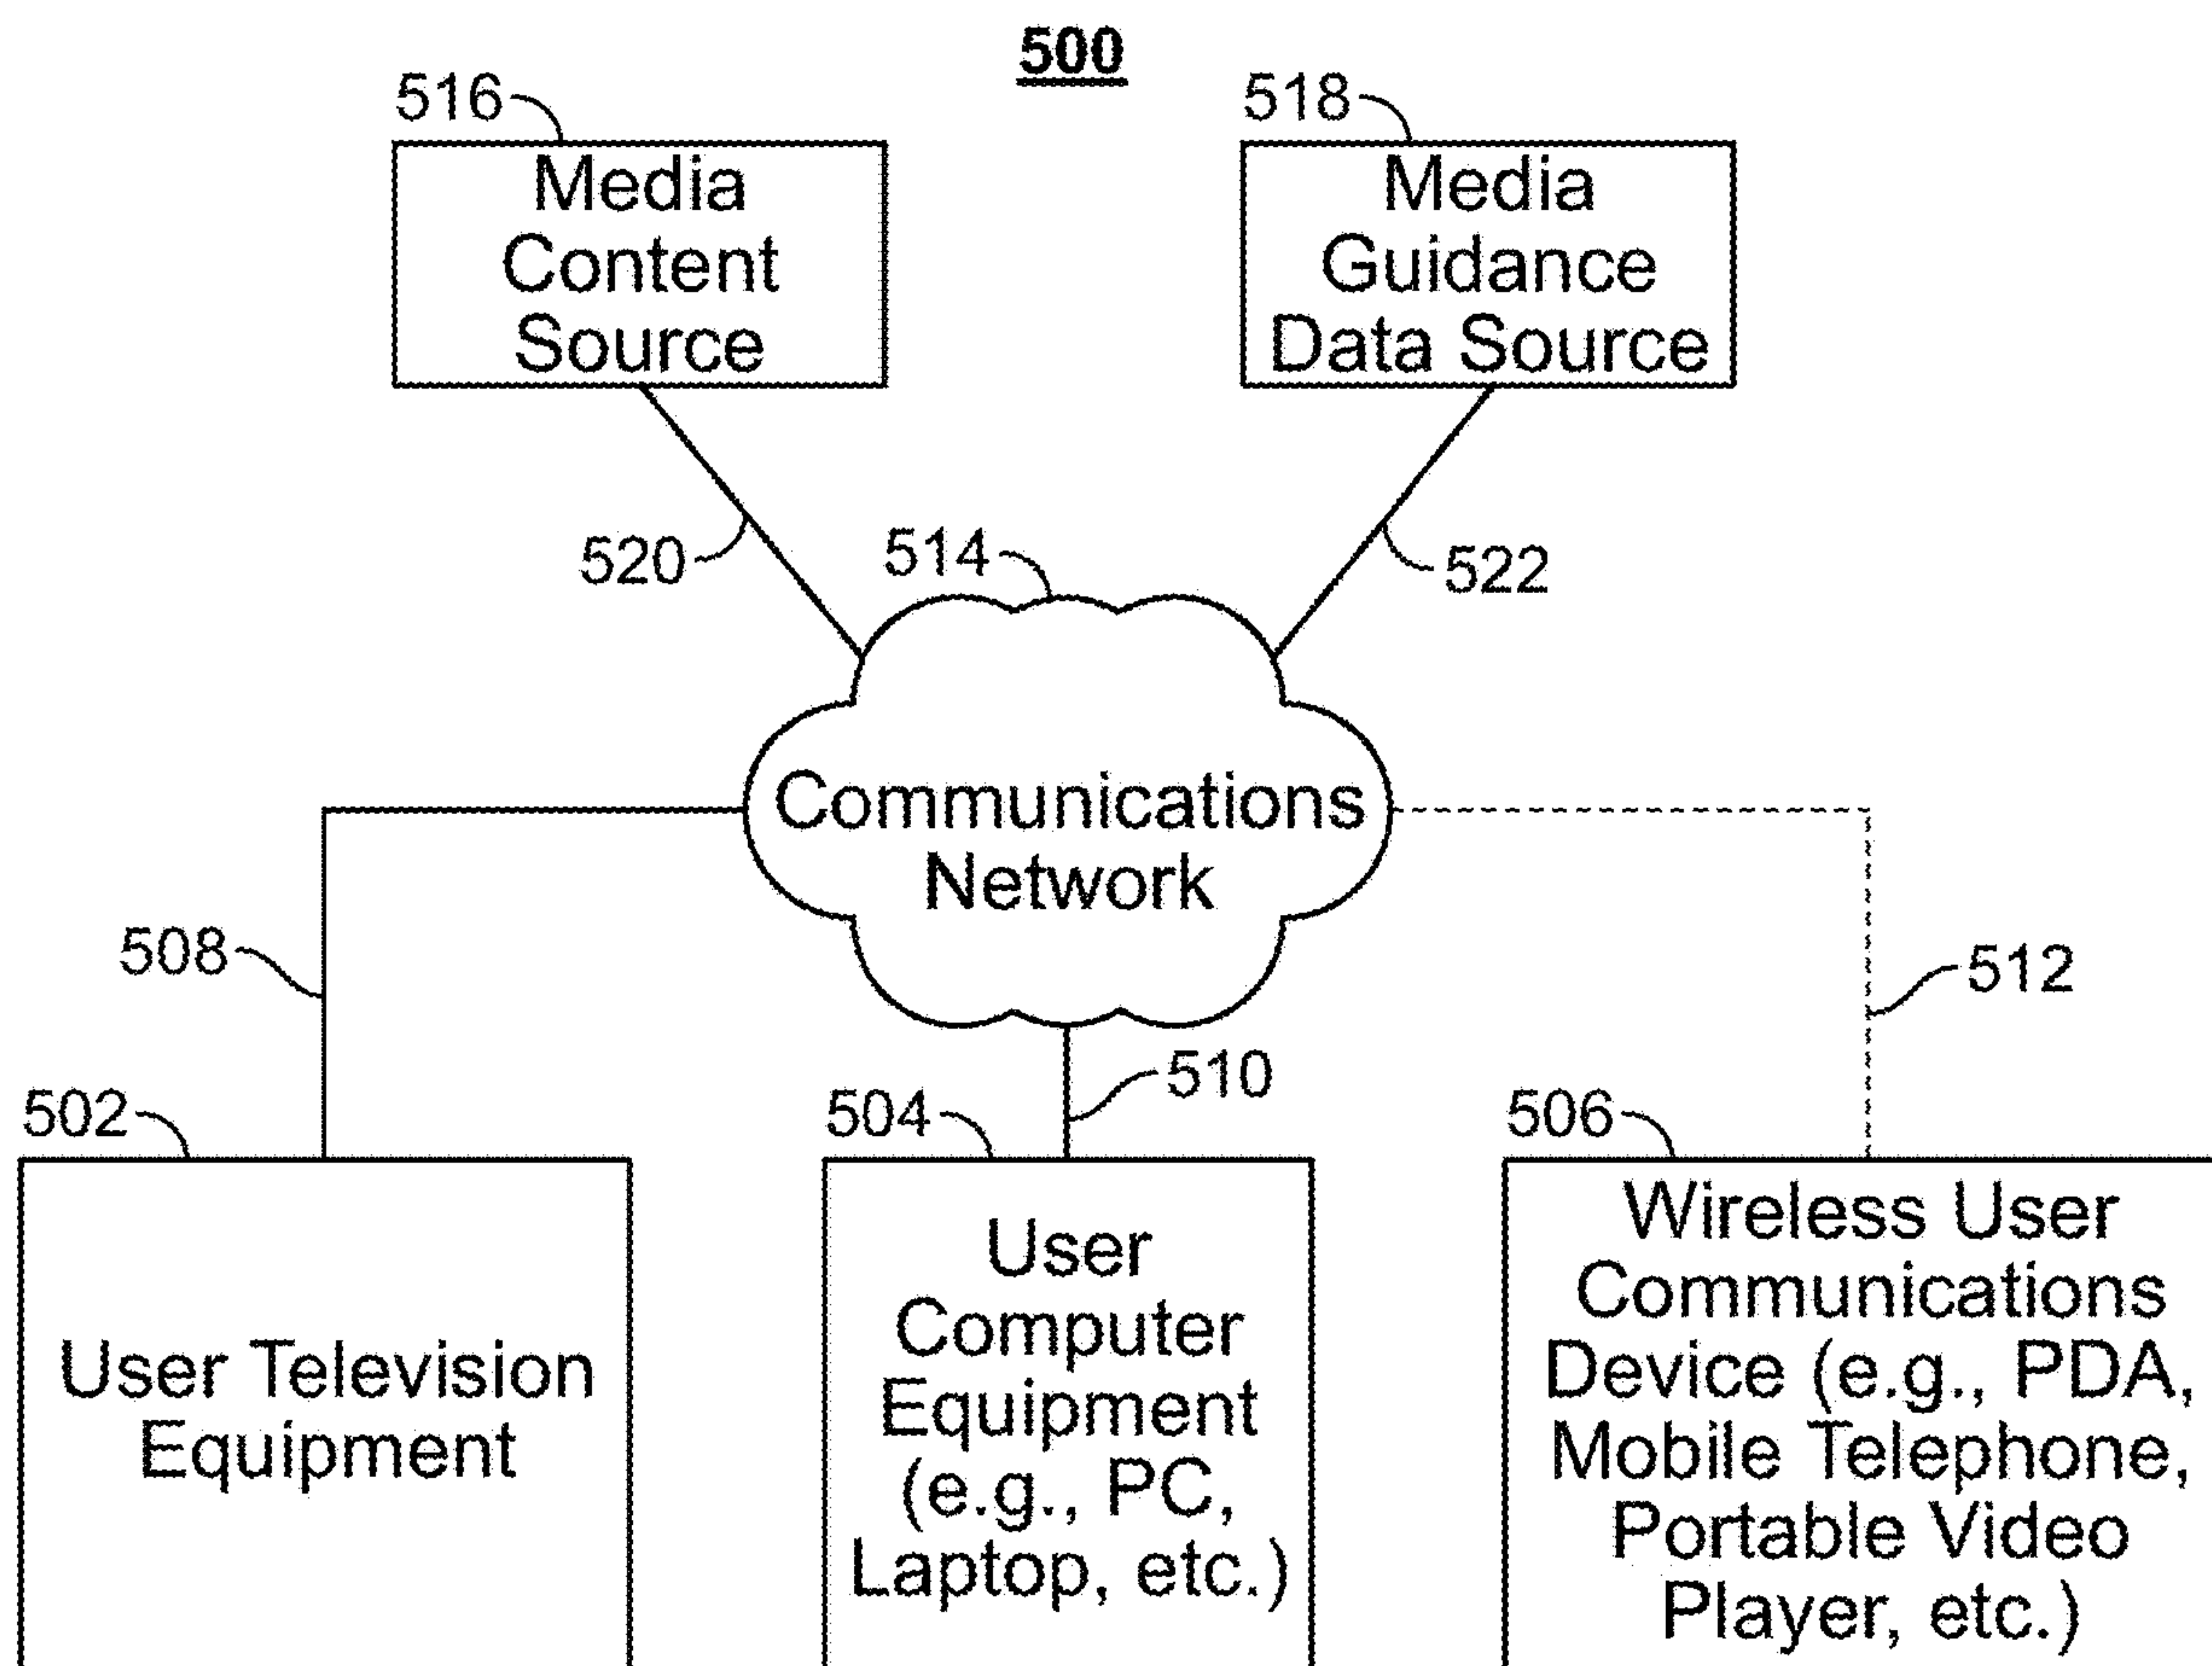 500
516
518
Media
Content
Source
Media
Guidance
Data Source
520
514
522
Communications
Network
508
512
510
502
504
506
User Television
Equipment
User
Computer
Equipment
(e.g., PC,
Laptop, etc.)
Wireless User
Communications
Device (e.g., PDA,
Mobile Telephone,
Portable Video
Player, etc.)